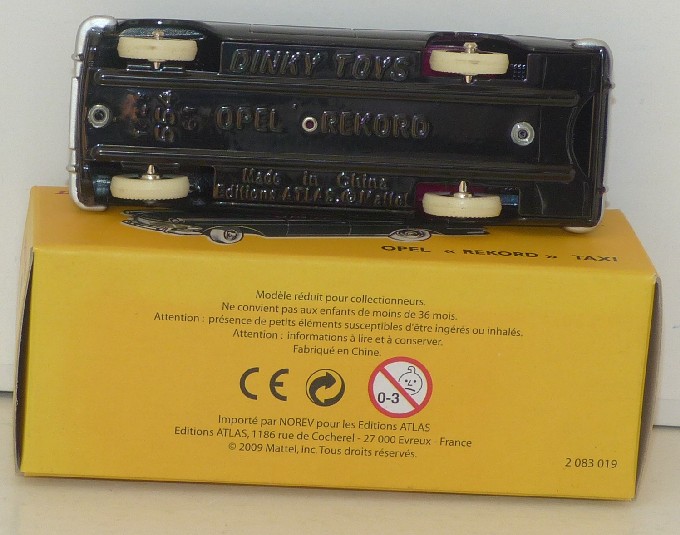 DINKY TOYS
OPEL REKORD
Made in China
Editions ATLAS © Mattel
OPEL « REKORD » TAXI
Modèle réduit pour collectionneurs.
Ne convient pas aux enfants de moins de 36 mois.
Attention : présence de petits éléments susceptibles d'être ingérés ou inhalés.
Attention : informations à lire et à conserver.
Fabriqué en Chine.
CE
0-3
Importé par NOREV pour les Editions ATLAS
Editions ATLAS, 1186 rue de Cocherel - 27 000 Evreux - France
© 2009 Mattel, Inc. Tous droits réservés.
2 083 019